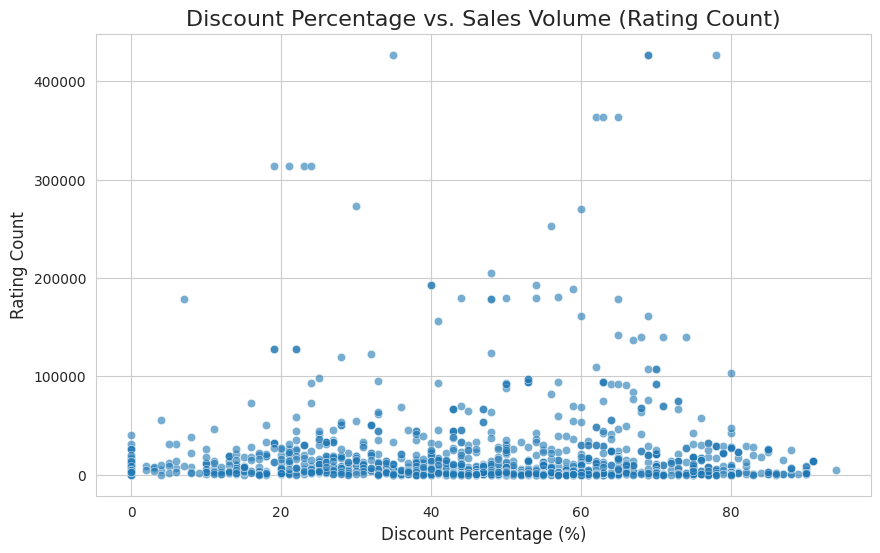 Discount Percentage vs. Sales Volume (Rating Count)
Rating Count
400000
300000
200000
100000
0
0 20 40 60 80
Discount Percentage (%)